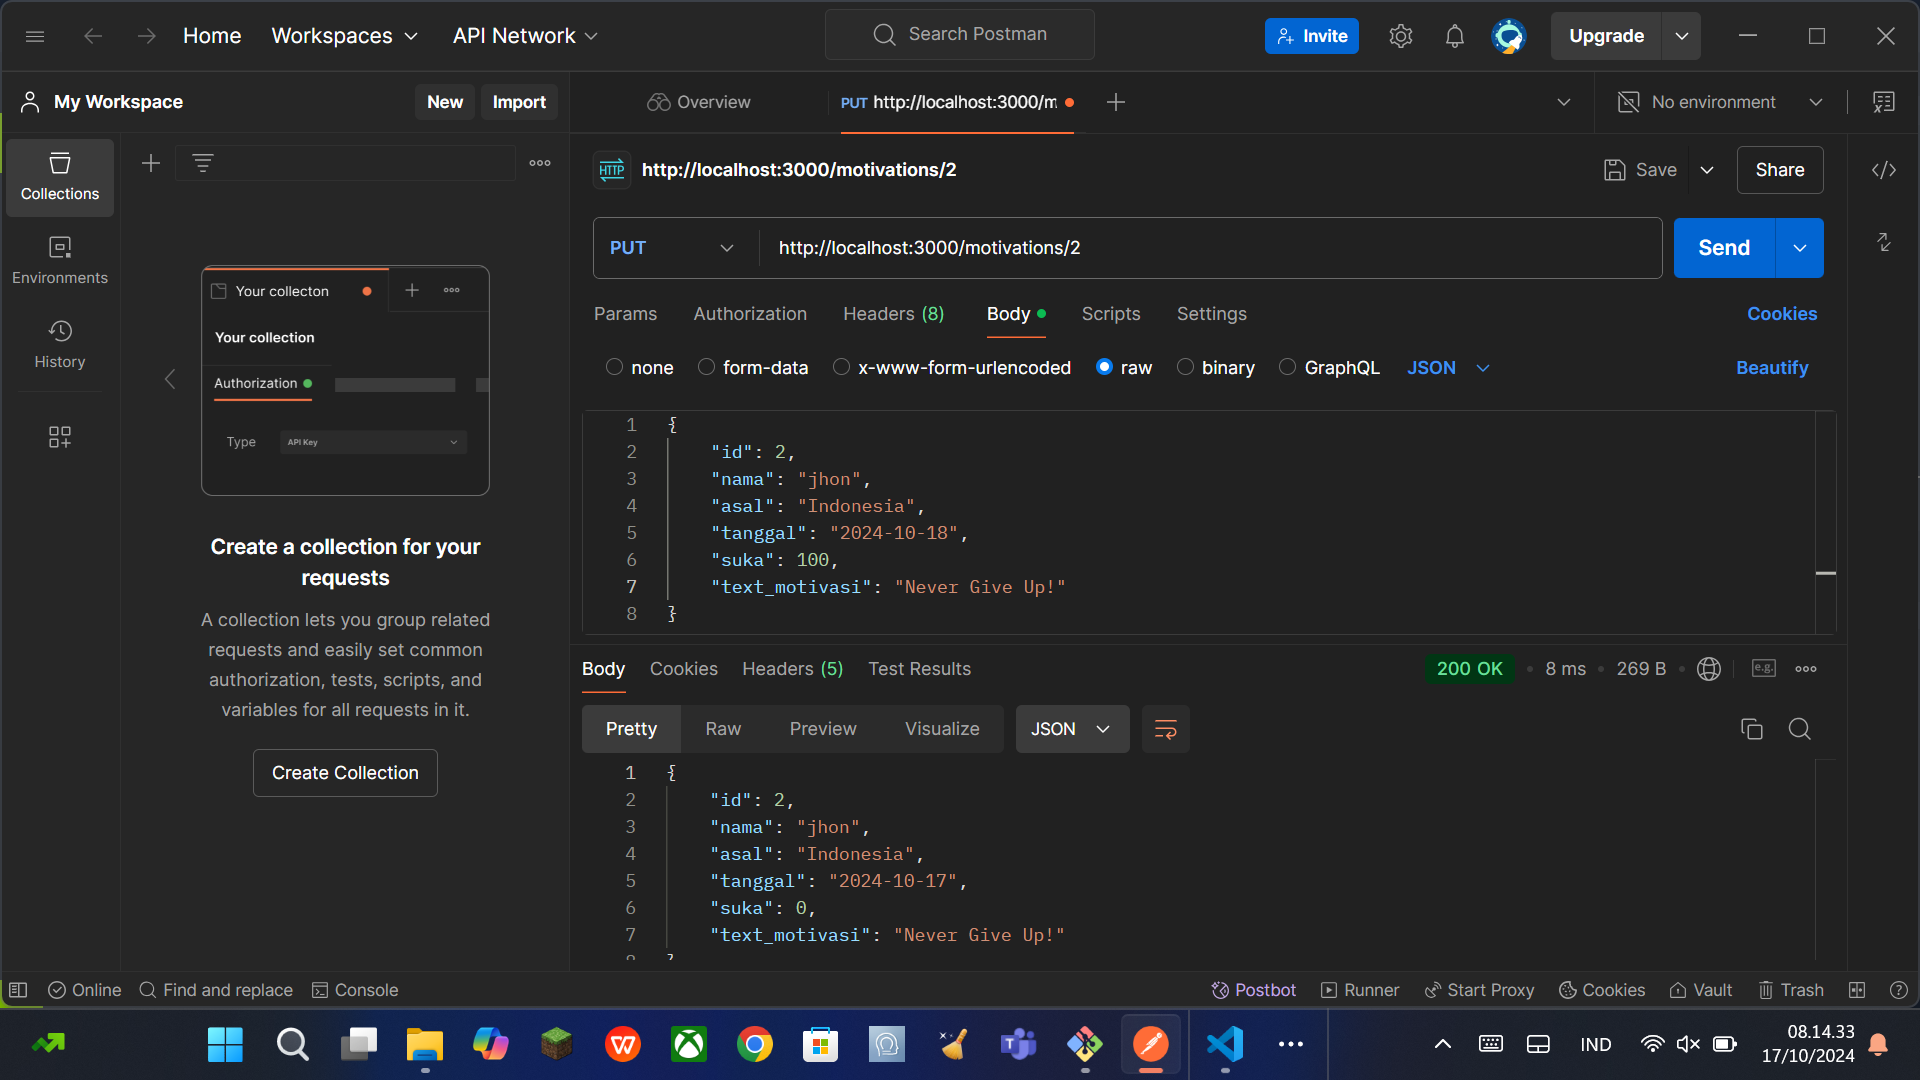 Home
Workspaces
API Network
Search Postman
Invite
Upgrade
My Workspace
New
Import
Overview
PUT http://localhost:3000/m
No environment
Collections
Environments
History
Your collecton
Your collection
Authorization
Type
API Key
Create a collection for your
requests
A collection lets you group related
requests and easily set common
authorization, tests, scripts, and
variables for all requests in it.
Create Collection
HTTP
http://localhost:3000/motivations/2
Save
Share
PUT
http://localhost:3000/motivations/2
Send
Params
Authorization
Headers (8)
Body
Scripts
Settings
Cookies
none
form-data
x-www-form-urlencoded
raw
binary
GraphQL
JSON
Beautify
1 {
2 "id": 2,
3 "nama": "jhon",
4 "asal": "Indonesia",
5 "tanggal": "2024-10-18",
6 "suka": 100,
7 "text_motivasi": "Never Give Up!"
8 }
Body
Cookies
Headers (5)
Test Results
200 OK
8 ms
269 B
e.g.
Pretty
Raw
Preview
Visualize
JSON
1 {
2 "id": 2,
3 "nama": "jhon",
4 "asal": "Indonesia",
5 "tanggal": "2024-10-17",
6 "suka": 0,
7 "text_motivasi": "Never Give Up!"
8 }
Online
Find and replace
Console
Postbot
Runner
Start Proxy
Cookies
Vault
Trash
IND
08.14.33
17/10/2024